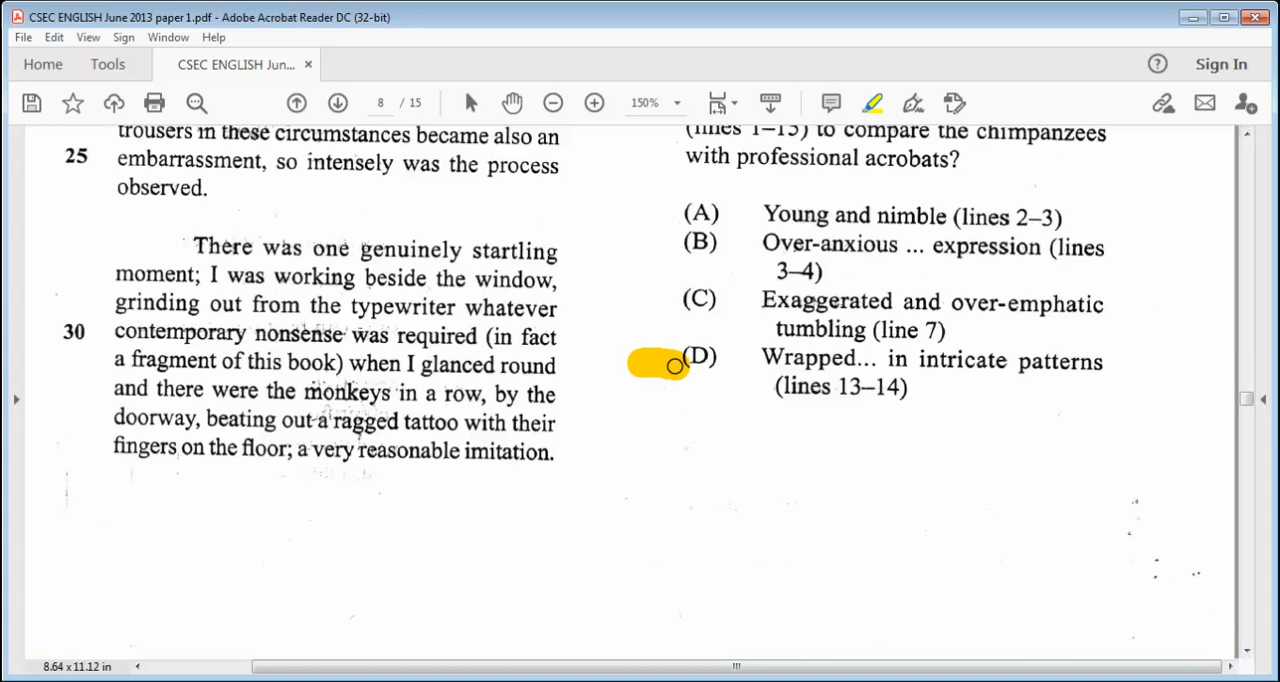 CSEC ENGLISH June 2013 paper1.pdf - Adobe Acrobat Reader DC (32-bit)
File Edit View Sign Window Help
Home Tools CSEC ENGLISH Jun... × Sign In
8 / 15 150%
trousers in these circumstances became also an
25 embarrassment, so intensely was the process
observed.
There was one genuinely startling
moment; I was working beside the window,
grinding out from the typewriter whatever
30 contemporary nonsense was required (in fact
a fragment of this book) when I glanced round
and there were the monkeys in a row, by the
doorway, beating out a ragged tattoo with their
fingers on the floor; a very reasonable imitation.
(lines 1–15) to compare the chimpanzees
with professional acrobats?
(A) Young and nimble (lines 2–3)
(B) Over-anxious ... expression (lines
3–4)
(C) Exaggerated and over-emphatic
tumbling (line 7)
(D) Wrapped... in intricate patterns
(lines 13–14)
8.64 x 11.12 in